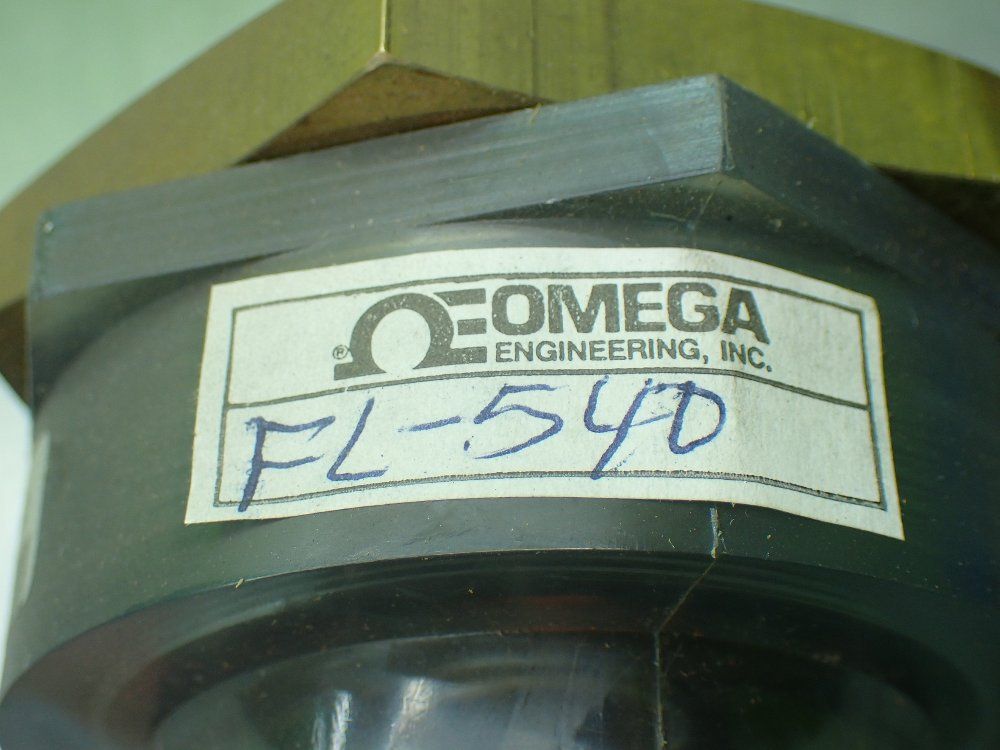 OMEGA
® ENGINEERING, INC.
FL-540